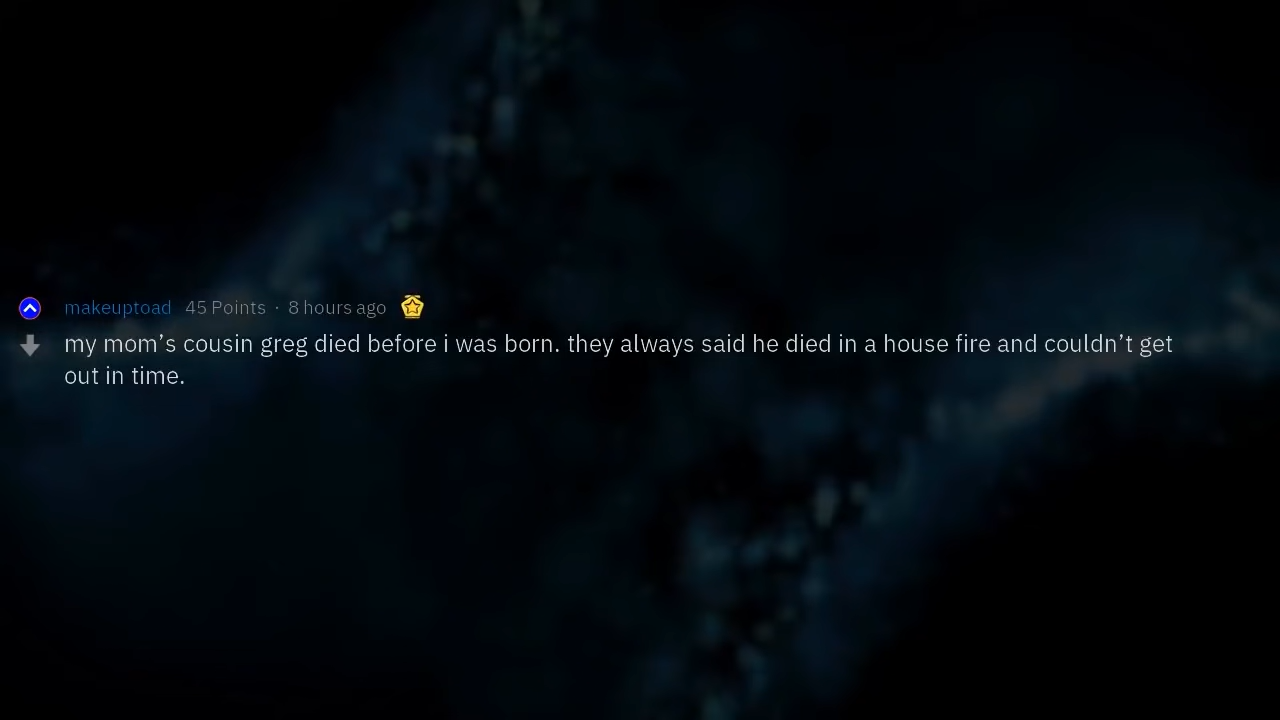 makeuptoad 45 Points · 8 hours ago
my mom’s cousin greg died before i was born. they always said he died in a house fire and couldn’t get
out in time.